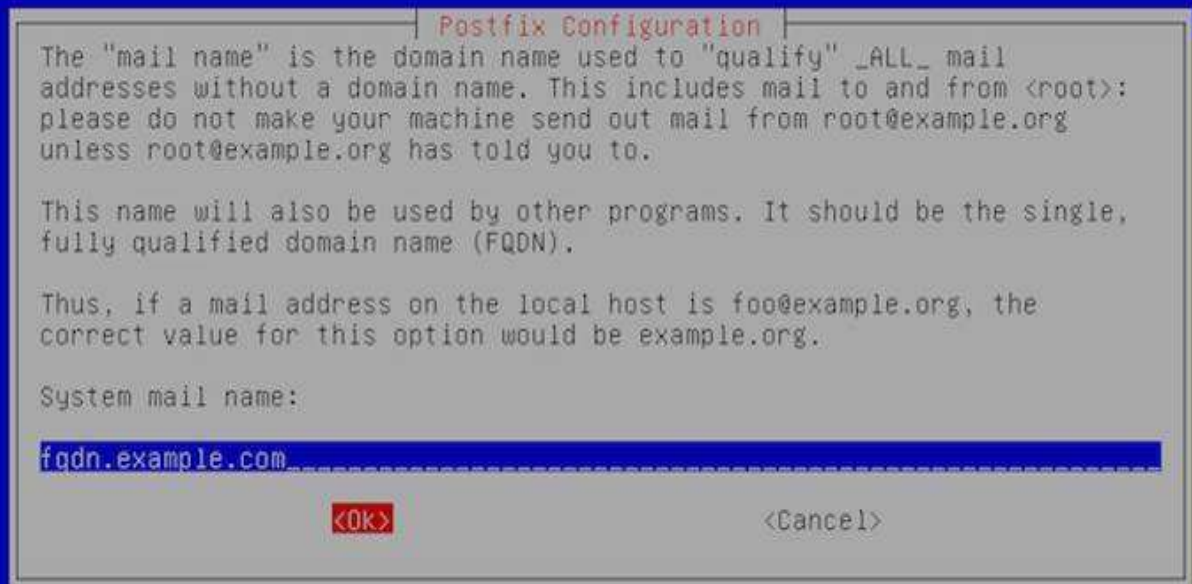 Postfix Configuration
The "mail name" is the domain name used to "qualify" _ALL_ mail
addresses without a domain name. This includes mail to and from <root>:
please do not make your machine send out mail from root@example.org
unless root@example.org has told you to.
This name will also be used by other programs. It should be the single,
fully qualified domain name (FQDN).
Thus, if a mail address on the local host is foo@example.org, the
correct value for this option would be example.org.
System mail name:
fqdn.example.com
<Ok> <Cancel>